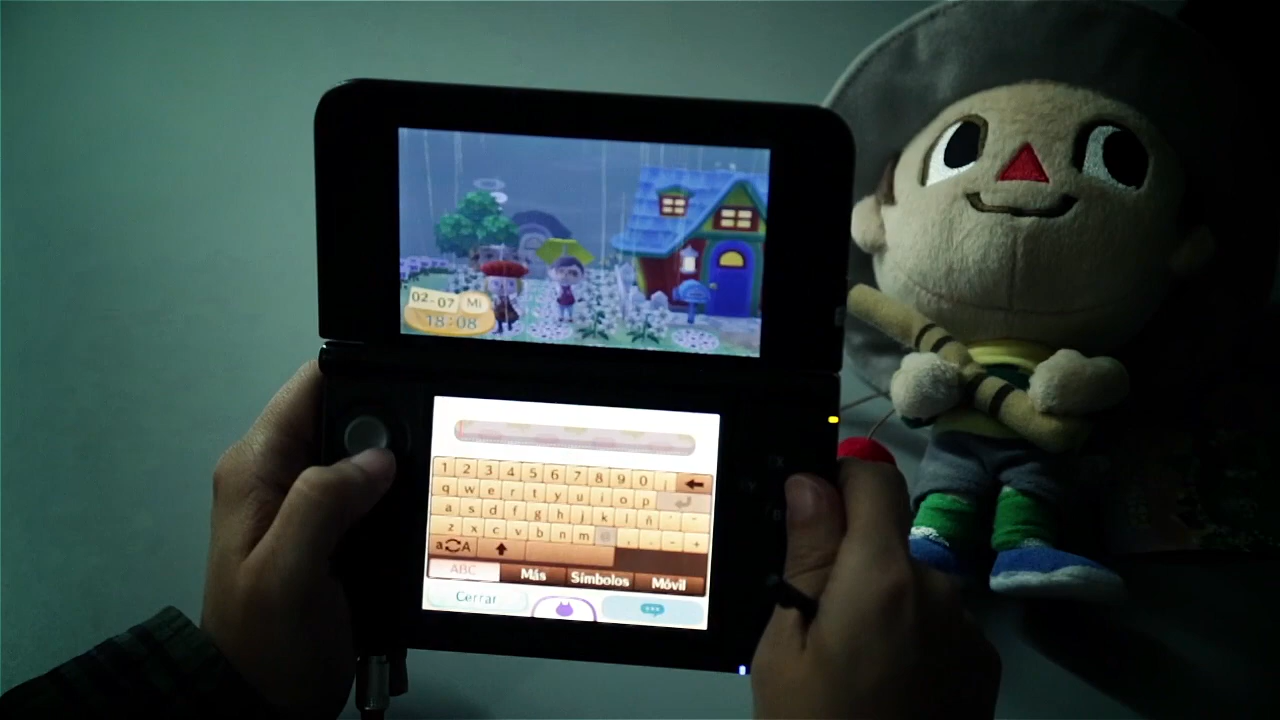 02-07 Mi
18:08
1 2 3 4 5 6 7 8 9 0
q w e r t y u i o p
a s d f g h j k l ñ
z x c v b n m @ , . - +
a A
ABC Más Símbolos Móvil
Cerrar